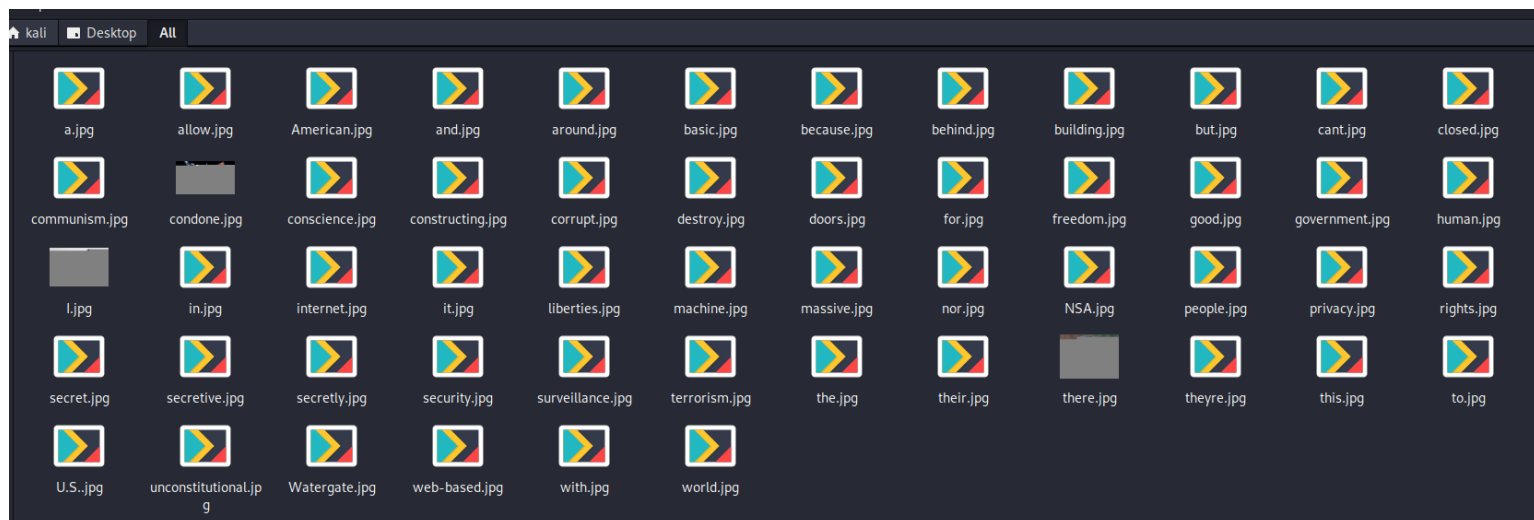 kali Desktop All
a.jpg allow.jpg American.jpg and.jpg around.jpg basic.jpg because.jpg behind.jpg building.jpg but.jpg cant.jpg closed.jpg
communism.jpg condone.jpg conscience.jpg constructing.jpg corrupt.jpg destroy.jpg doors.jpg for.jpg freedom.jpg good.jpg government.jpg human.jpg
I.jpg in.jpg internet.jpg it.jpg liberties.jpg machine.jpg massive.jpg nor.jpg NSA.jpg people.jpg privacy.jpg rights.jpg
secret.jpg secretive.jpg secretly.jpg security.jpg surveillance.jpg terrorism.jpg the.jpg their.jpg there.jpg theyre.jpg this.jpg to.jpg
U.S..jpg unconstitutional.jp Watergate.jpg web-based.jpg with.jpg world.jpg
g